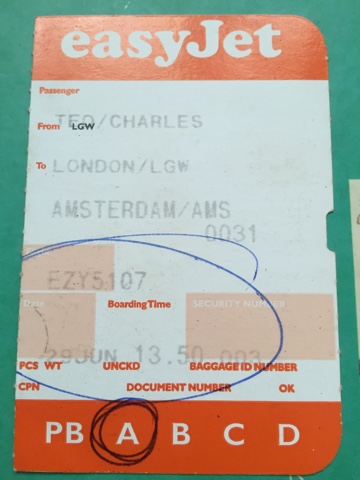 easyJet
Passenger
TEO/CHARLES
From LGW
To LONDON/LGW
AMSTERDAM/AMS
0031
EZY5107
Date Boarding Time SECURITY NUMBER
29JUN 13.50 003
PCS WT UNCKD BAGGAGE ID NUMBER
CPN DOCUMENT NUMBER OK
PB A B C D